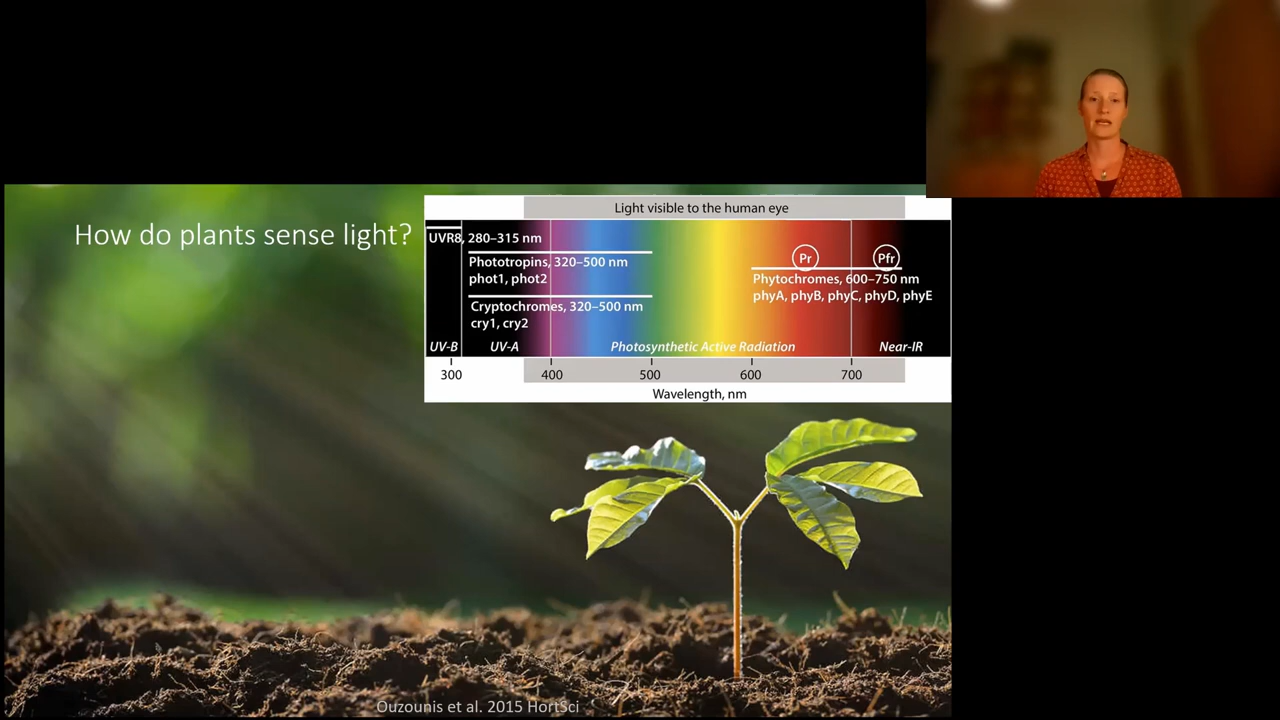 How do plants sense light?
Light visible to the human eye
UVR8, 280–315 nm
Phototropins, 320–500 nm
phot1, phot2
Cryptochromes, 320–500 nm
cry1, cry2
Pr
Pfr
Phytochromes, 600–750 nm
phyA, phyB, phyC, phyD, phyE
UV-B
UV-A
Photosynthetic Active Radiation
Near-IR
300
400
500
600
700
Wavelength, nm
Ouzounis et al. 2015 HortSci